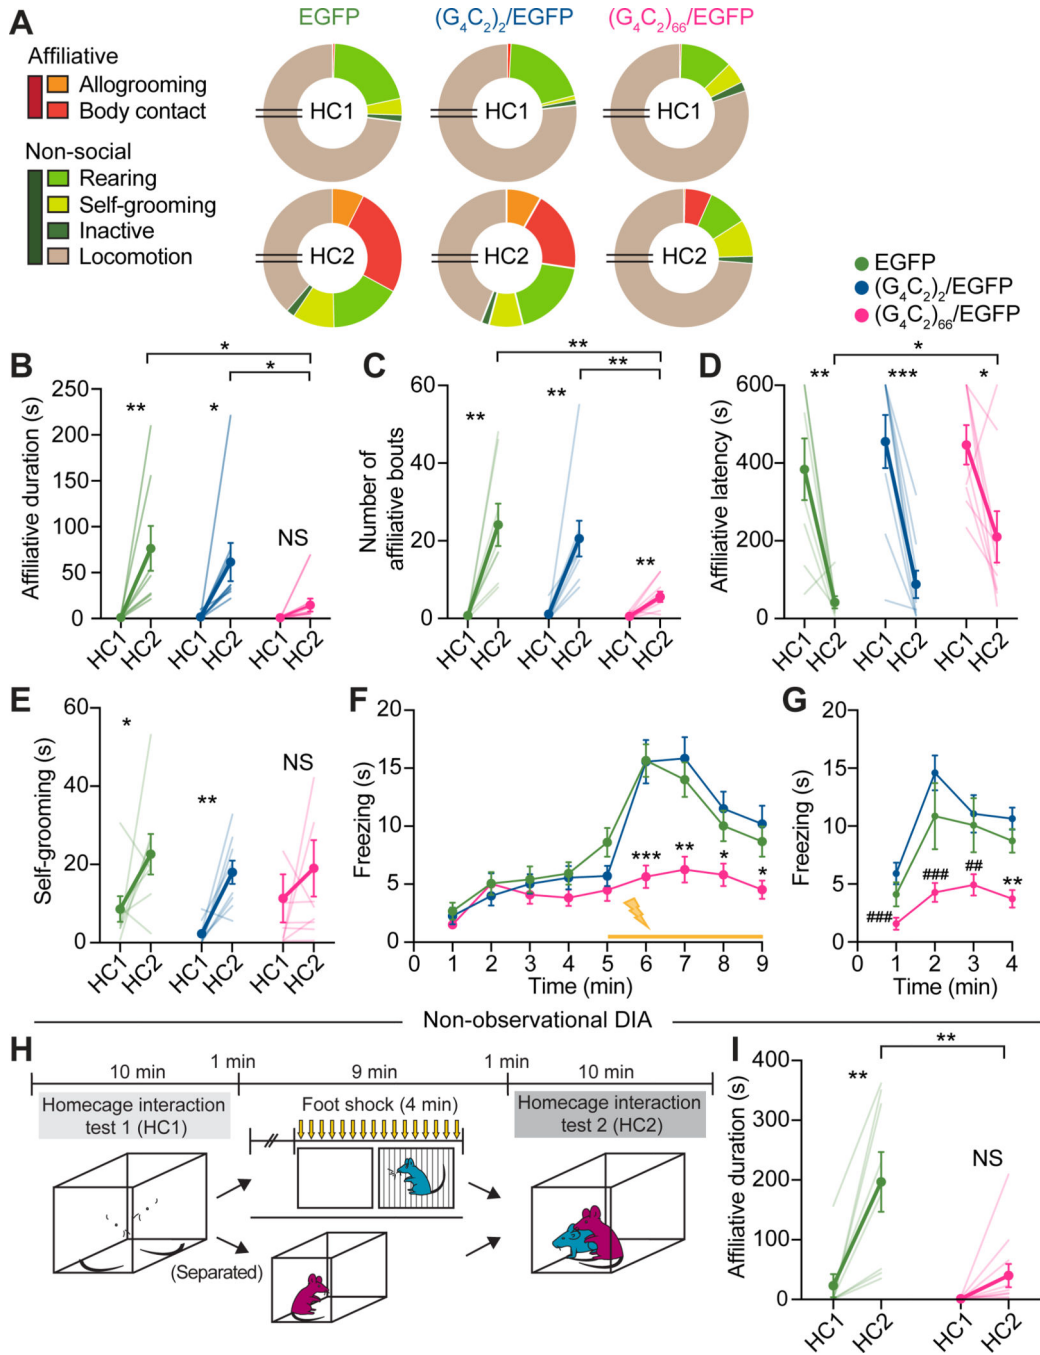 A
EGFP
(G4C2)2/EGFP
(G4C2)66/EGFP
Affiliative
Allogrooming
Body contact
Non-social
Rearing
Self-grooming
Inactive
Locomotion
HC1
HC1
HC1
HC2
HC2
HC2
EGFP
(G4C2)2/EGFP
(G4C2)66/EGFP
B
Affiliative duration (s)
250
200
150
100
50
0
**
*
NS
*
*
HC1
HC2
HC1
HC2
HC1
HC2
C
Number of
affiliative bouts
60
40
20
0
**
**
**
**
**
HC1
HC2
HC1
HC2
HC1
HC2
D
Affiliative latency (s)
600
400
200
0
**
***
*
*
HC1
HC2
HC1
HC2
HC1
HC2
E
Self-grooming (s)
60
40
20
0
*
**
NS
HC1
HC2
HC1
HC2
HC1
HC2
F
Freezing (s)
20
15
10
5
0
***
**
*
*
0 1 2 3 4 5 6 7 8 9
Time (min)
G
Freezing (s)
20
15
10
5
0
###
###
##
**
0 1 2 3 4
Time (min)
Non-observational DIA
H
10 min
1 min
9 min
1 min
10 min
Homecage interaction
test 1 (HC1)
Foot shock (4 min)
Homecage interaction
test 2 (HC2)
(Separated)
I
Affiliative duration (s)
400
300
200
100
0
**
**
NS
HC1
HC2
HC1
HC2